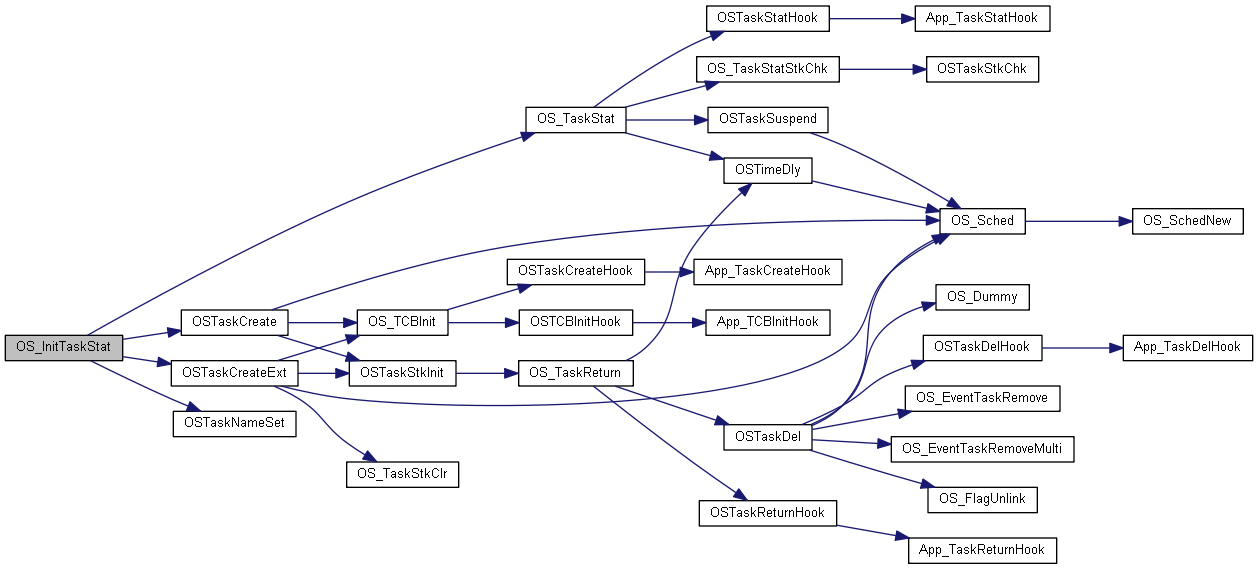 OSTaskStatHook
App_TaskStatHook
OS_TaskStatStkChk
OSTaskStkChk
OS_TaskStat
OSTaskSuspend
OSTimeDly
OS_Sched
OS_SchedNew
OSTaskCreateHook
App_TaskCreateHook
OS_Dummy
OSTaskCreate
OS_TCBInit
OSTCBInitHook
App_TCBInitHook
OS_InitTaskStat
OSTaskDelHook
App_TaskDelHook
OSTaskCreateExt
OSTaskStkInit
OS_TaskReturn
OS_EventTaskRemove
OSTaskNameSet
OSTaskDel
OS_EventTaskRemoveMulti
OS_TaskStkClr
OS_FlagUnlink
OSTaskReturnHook
App_TaskReturnHook